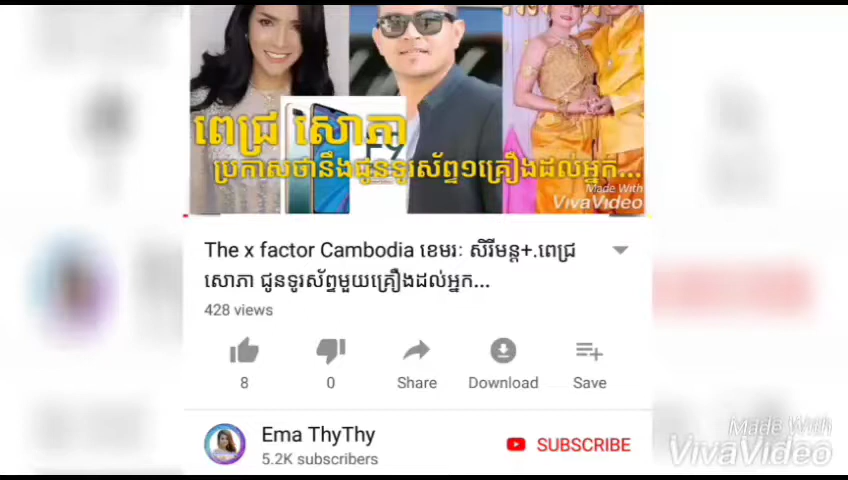 ពេជ្រ សោភា
F9
ប្រកាសថានឹងជូនទូរស័ព្ទ១គ្រឿងដល់អ្នក...
Made With
VivaVideo
The x factor Cambodia ខេមរៈ សិរីមន្ត+.ពេជ្រ
សោភា ជូនទូរស័ព្ទមួយគ្រឿងដល់អ្នក...
428 views
8
0
Share
Download
Save
Ema ThyThy
SUBSCRIBE
5.2K subscribers
Made With
VivaVideo